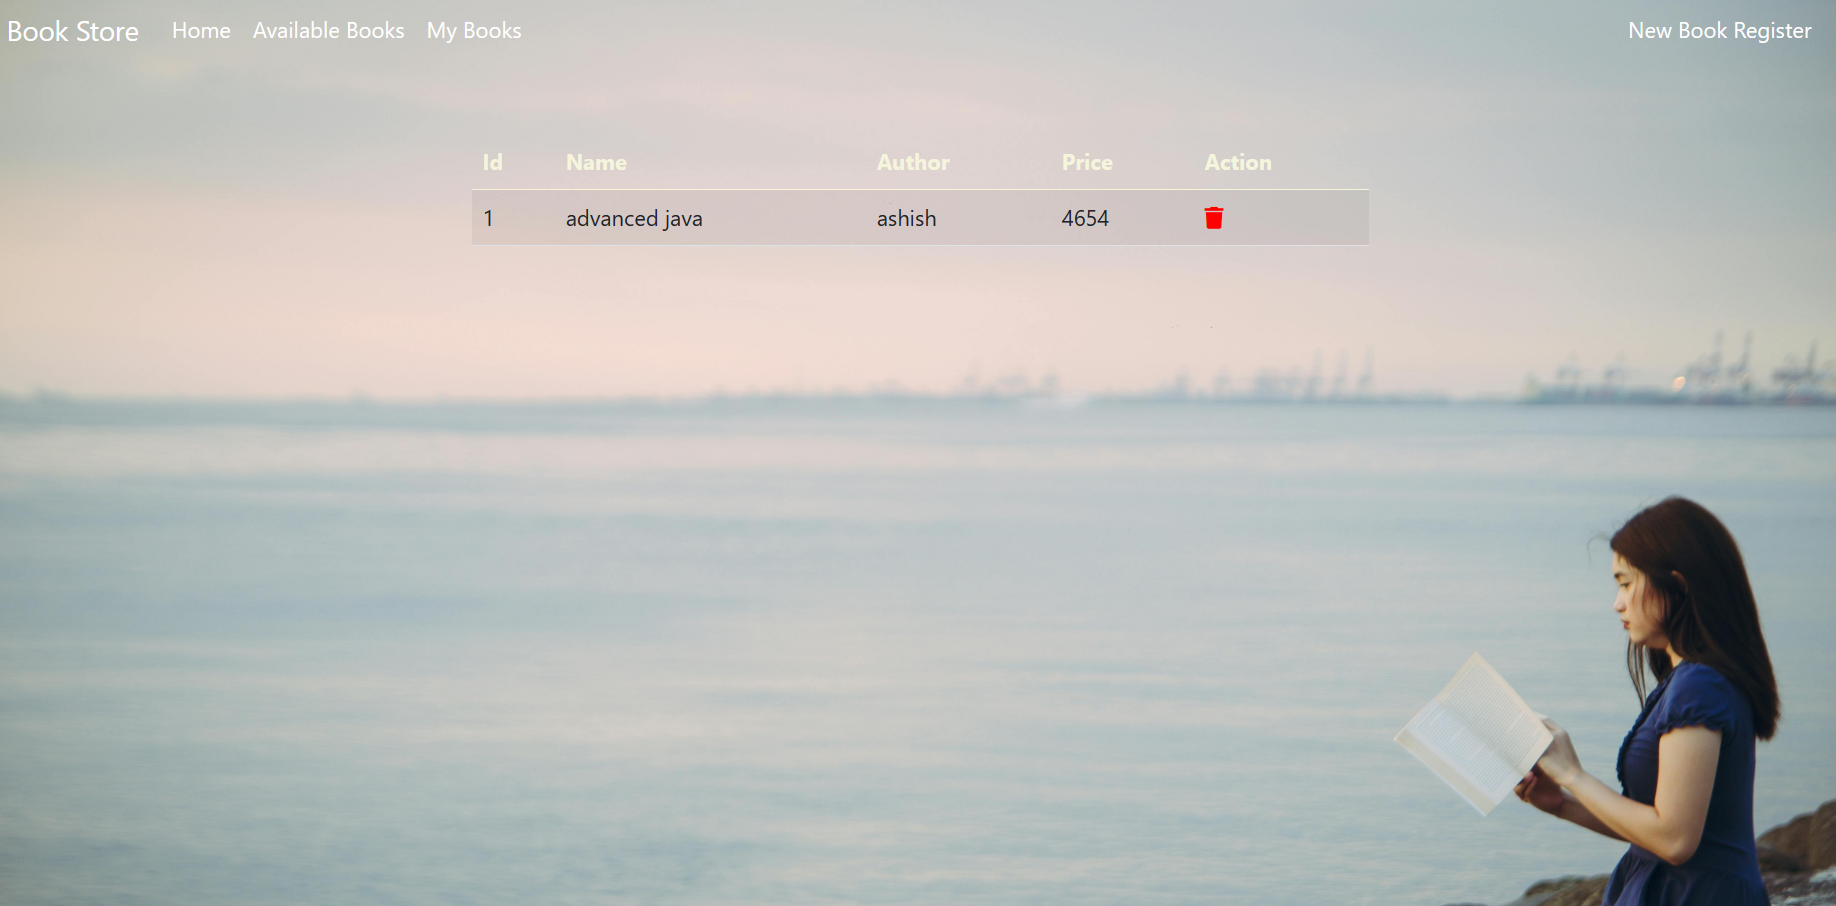 Book Store Home Available Books My Books New Book Register
Id Name Author Price Action
1 advanced java ashish 4654